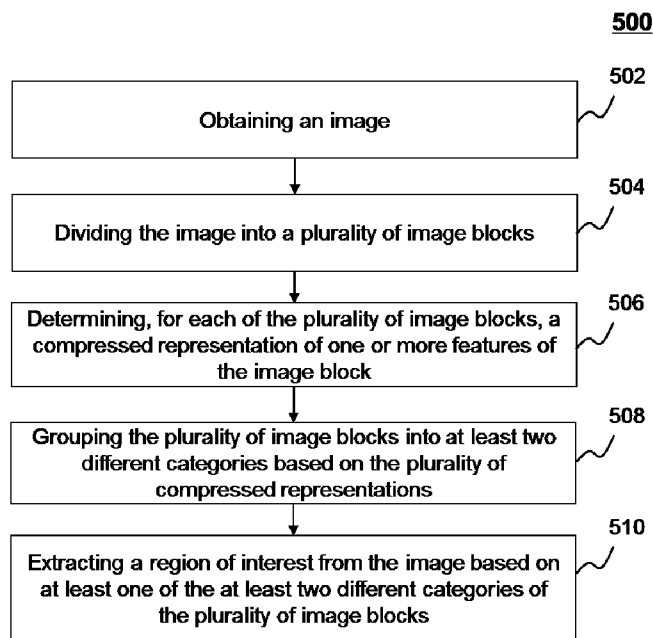 500
502
Obtaining an image
504
Dividing the image into a plurality of image blocks
506
Determining, for each of the plurality of image blocks, a
compressed representation of one or more features of
the image block
508
Grouping the plurality of image blocks into at least two
different categories based on the plurality of
compressed representations
510
Extracting a region of interest from the image based on
at least one of the at least two different categories of
the plurality of image blocks